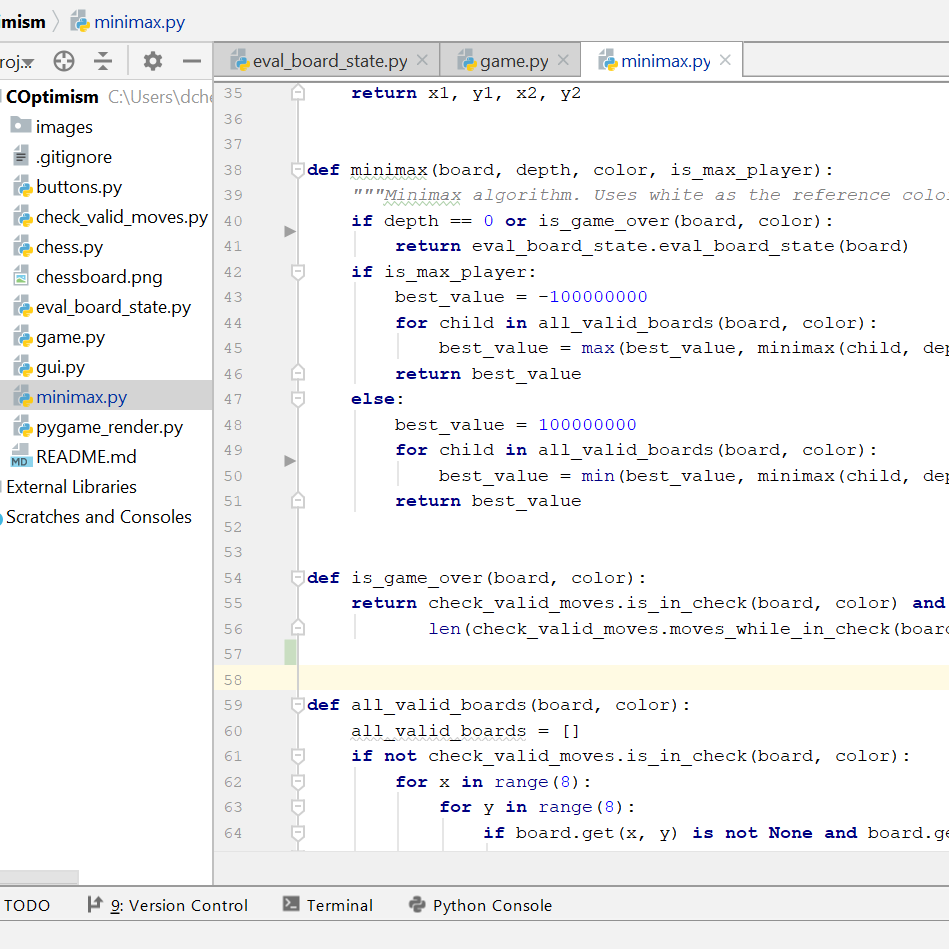 minimax.py
eval_board_state.py
game.py
minimax.py
COptimism C:\Users\
images
.gitignore
buttons.py
check_valid_moves.py
chess.py
chessboard.png
eval_board_state.py
game.py
gui.py
minimax.py
pygame_render.py
MD README.md
External Libraries
Scratches and Consoles
35 return x1, y1, x2, y2
36
37
38 def minimax(board, depth, color, is_max_player):
39 """Minimax algorithm. Uses white as the reference
40 if depth == 0 or is_game_over(board, color):
41 return eval_board_state.eval_board_state(board)
42 if is_max_player:
43 best_value = -100000000
44 for child in all_valid_boards(board, color):
45 best_value = max(best_value, minimax(child,
46 return best_value
47 else:
48 best_value = 100000000
49 for child in all_valid_boards(board, color):
50 best_value = min(best_value, minimax(child,
51 return best_value
52
53
54 def is_game_over(board, color):
55 return check_valid_moves.is_in_check(board, color) and
56 len(check_valid_moves.moves_while_in_check(
57
58
59 def all_valid_boards(board, color):
60 all_valid_boards = []
61 if not check_valid_moves.is_in_check(board, color):
62 for x in range(8):
63 for y in range(8):
64 if board.get(x, y) is not None and
TODO 9: Version Control Terminal Python Console